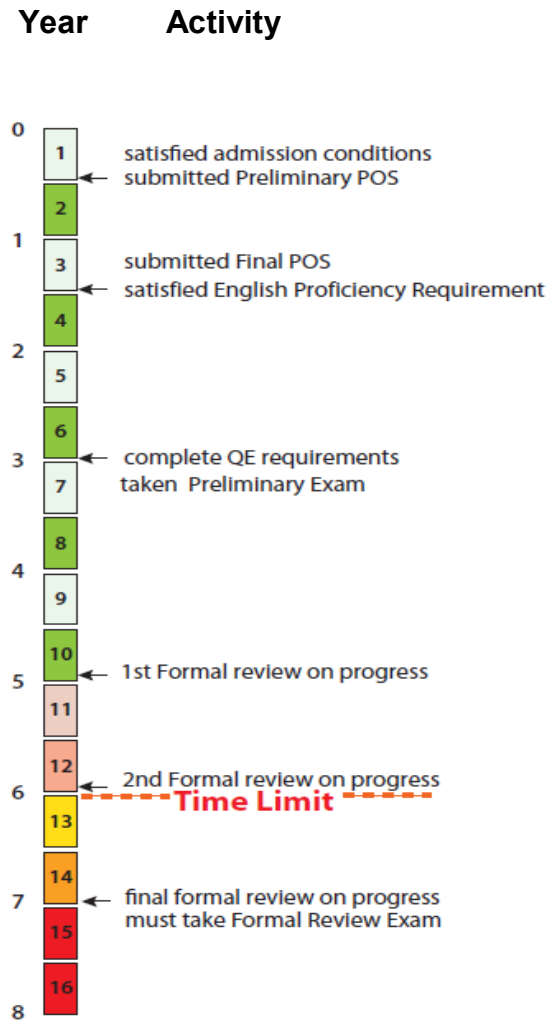 Year Activity
0
1 satisfied admission conditions
submitted Preliminary POS
2
1
3 submitted Final POS
satisfied English Proficiency Requirement
4
2
5
6
3 complete QE requirements
7 taken Preliminary Exam
8
4
9
10
1st Formal review on progress
5
11
12
2nd Formal review on progress
6 Time Limit
13
14
7 final formal review on progress
must take Formal Review Exam
15
16
8